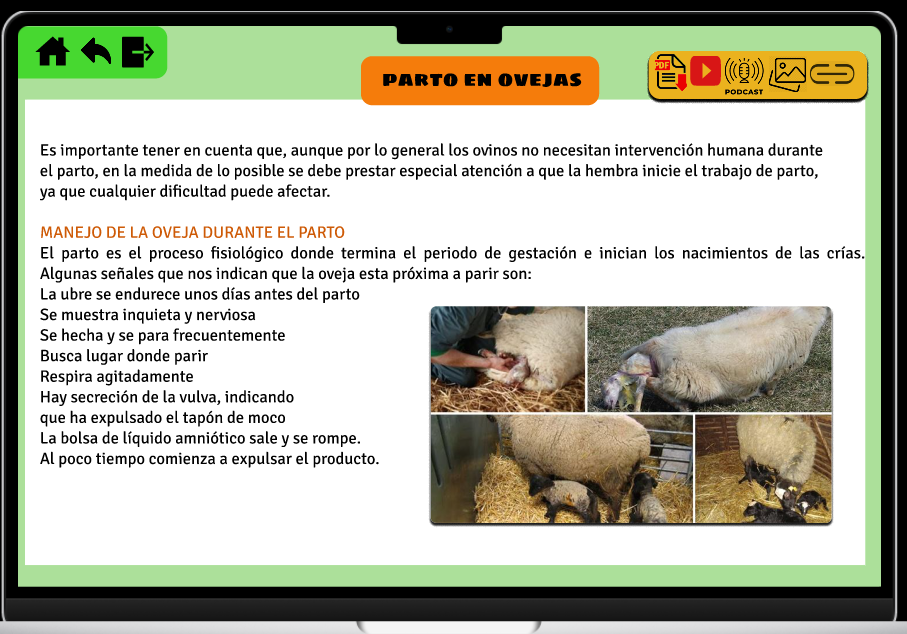 PARTO EN OVEJAS
PDF
PODCAST
Es importante tener en cuenta que, aunque por lo general los ovinos no necesitan intervención humana durante
el parto, en la medida de lo posible se debe prestar especial atención a que la hembra inicie el trabajo de parto,
ya que cualquier dificultad puede afectar.
MANEJO DE LA OVEJA DURANTE EL PARTO
El parto es el proceso fisiológico donde termina el periodo de gestación e inician los nacimientos de las crías.
Algunas señales que nos indican que la oveja esta próxima a parir son:
La ubre se endurece unos días antes del parto
Se muestra inquieta y nerviosa
Se hecha y se para frecuentemente
Busca lugar donde parir
Respira agitadamente
Hay secreción de la vulva, indicando
que ha expulsado el tapón de moco
La bolsa de líquido amniótico sale y se rompe.
Al poco tiempo comienza a expulsar el producto.